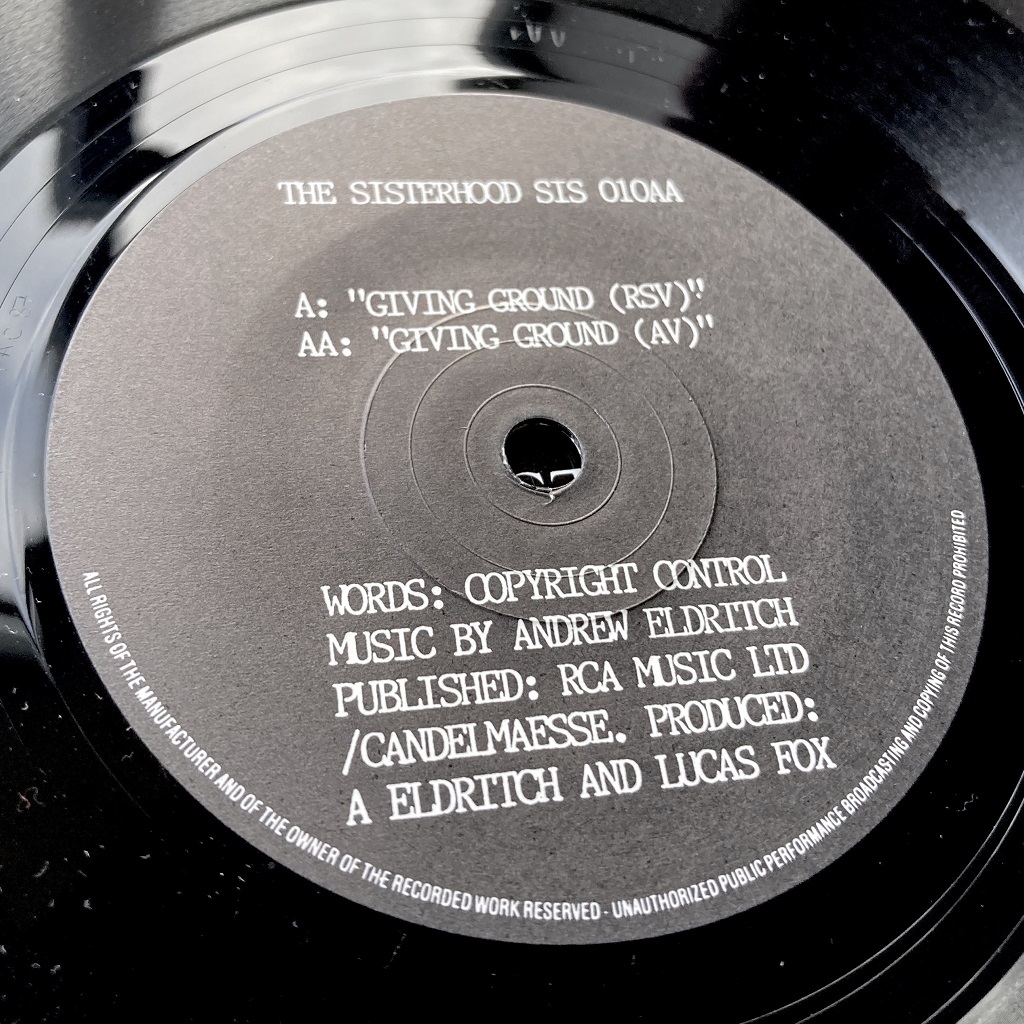 THE SISTERHOOD SIS 010AA
A: "GIVING GROUND (RSV)"
AA: "GIVING GROUND (AV)"
WORDS: COPYRIGHT CONTROL
MUSIC BY ANDREW ELDRITCH
PUBLISHED: RCA MUSIC LTD
/CANDELMAESSE. PRODUCED:
A ELDRITCH AND LUCAS FOX
ALL RIGHTS OF THE MANUFACTURER AND OF THE OWNER OF THE RECORDED WORK RESERVED - UNAUTHORIZED PUBLIC PERFORMANCE BROADCASTING AND COPYING OF THIS RECORD PROHIBITED